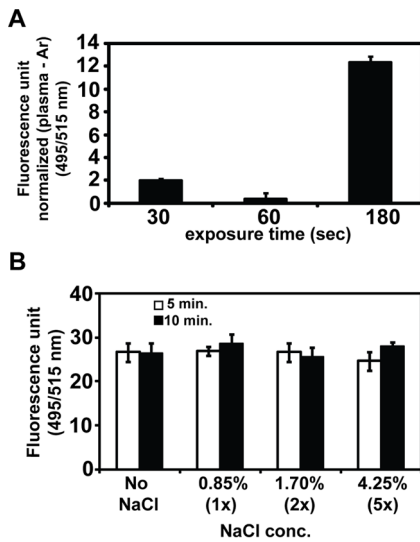 A
Fluorescence unit
normalized (plasma - Ar)
(495/515 nm)
14
12
10
8
6
4
2
0
30 60 180
exposure time (sec)
B
Fluorescence unit
(495/515 nm)
40
30
20
10
0
5 min.
10 min.
No NaCl
0.85% (1x)
1.70% (2x)
4.25% (5x)
NaCl conc.